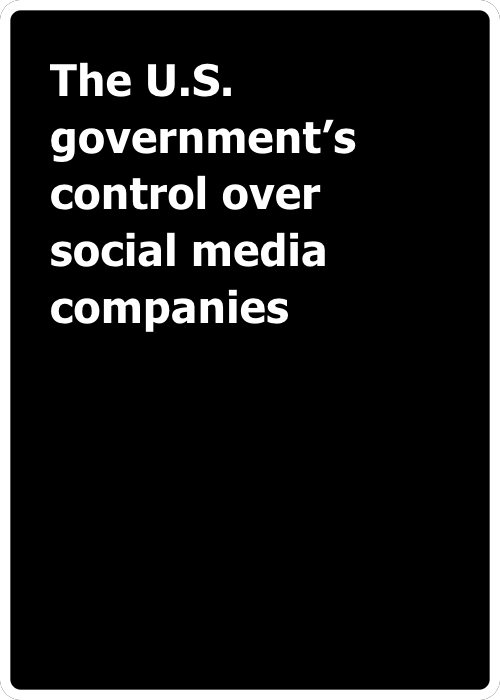 The U.S.
government’s
control over
social media
companies